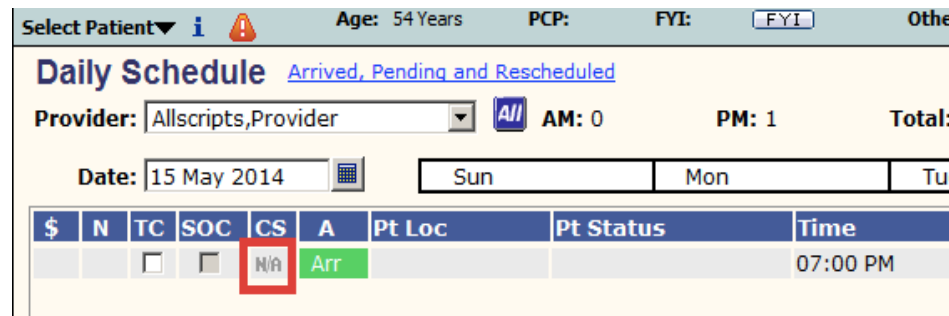 Select Patient▼ i Age: 54 Years PCP: FYI: FYI Othe
Daily Schedule Arrived, Pending and Rescheduled
Provider: Allscripts,Provider All AM: 0 PM: 1 Total:
Date: 15 May 2014 Sun Mon Tu
$ N TC SOC CS A Pt Loc Pt Status Time
N/A Arr 07:00 PM